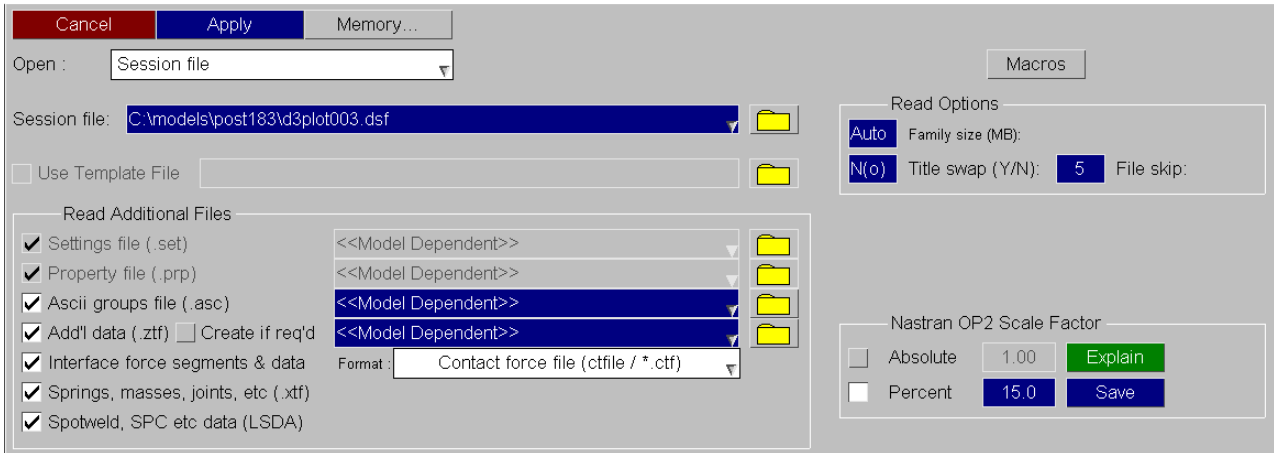 Cancel Apply Memory...
Open : Session file Macros
Session file: C:\models\post183\d3plot003.dsf
Read Options
Auto Family size (MB):
Use Template File N(o) Title swap (Y/N): 5 File skip:
Read Additional Files
Settings file (.set) <<Model Dependent>>
Property file (.prp) <<Model Dependent>>
Ascii groups file (.asc) <<Model Dependent>>
Add'l data (.ztf) Create if req'd <<Model Dependent>>
Interface force segments & data Format : Contact force file (ctfile / *.ctf)
Springs, masses, joints, etc (.xtf)
Spotweld, SPC etc data (LSDA)
Nastran OP2 Scale Factor
Absolute 1.00 Explain
Percent 15.0 Save